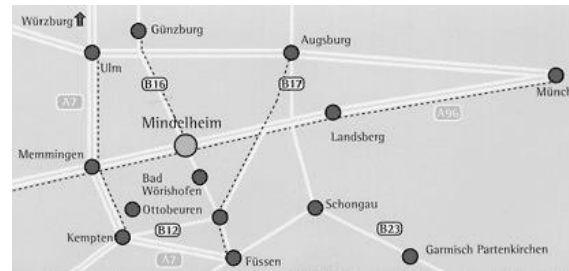 Würzburg
Günzburg
Augsburg
Ulm
B16
B17
Münch
A7
A96
Mindelheim
Landsberg
Memmingen
Bad
Wörishofen
Ottobeuren
Schongau
B12
B23
Kempten
Garmisch Partenkirchen
A7
Füssen